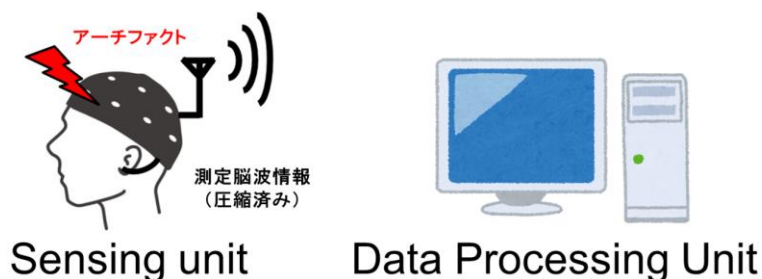 アーチファクト
測定脳波情報
（圧縮済み）
Sensing unit
Data Processing Unit